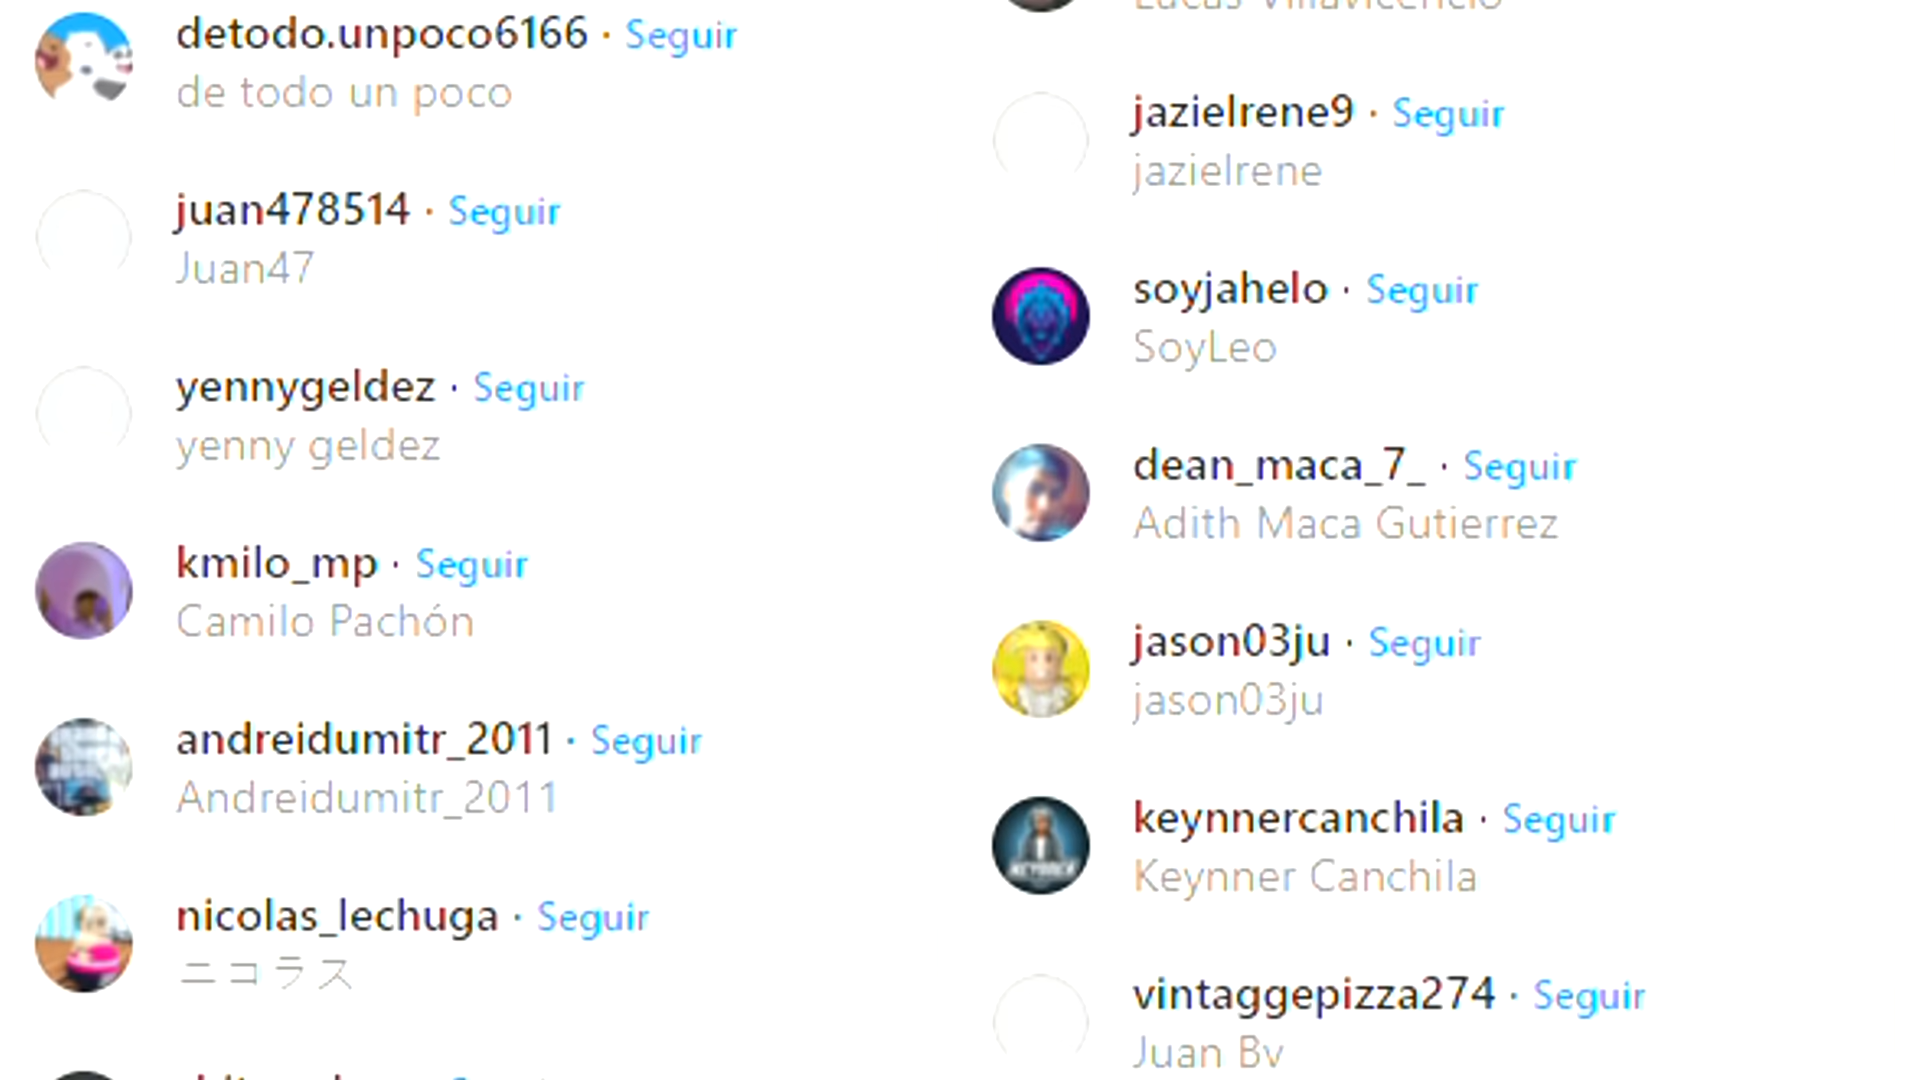 detodo.unpoco6166 · Seguir
de todo un poco
juan478514 · Seguir
Juan47
yennygeldez · Seguir
yenny geldez
kmilo_mp · Seguir
Camilo Pachón
andreidumitr_2011 · Seguir
Andreidumitr_2011
nicolas_lechuga · Seguir
ニコラス
Lucas Villavicencio
jazielrene9 · Seguir
jazielrene
soyjahelo · Seguir
SoyLeo
dean_maca_7_ · Seguir
Adith Maca Gutierrez
jason03ju · Seguir
jason03ju
keynnercanchila · Seguir
Keynner Canchila
vintaggepizza274 · Seguir
Juan Bv